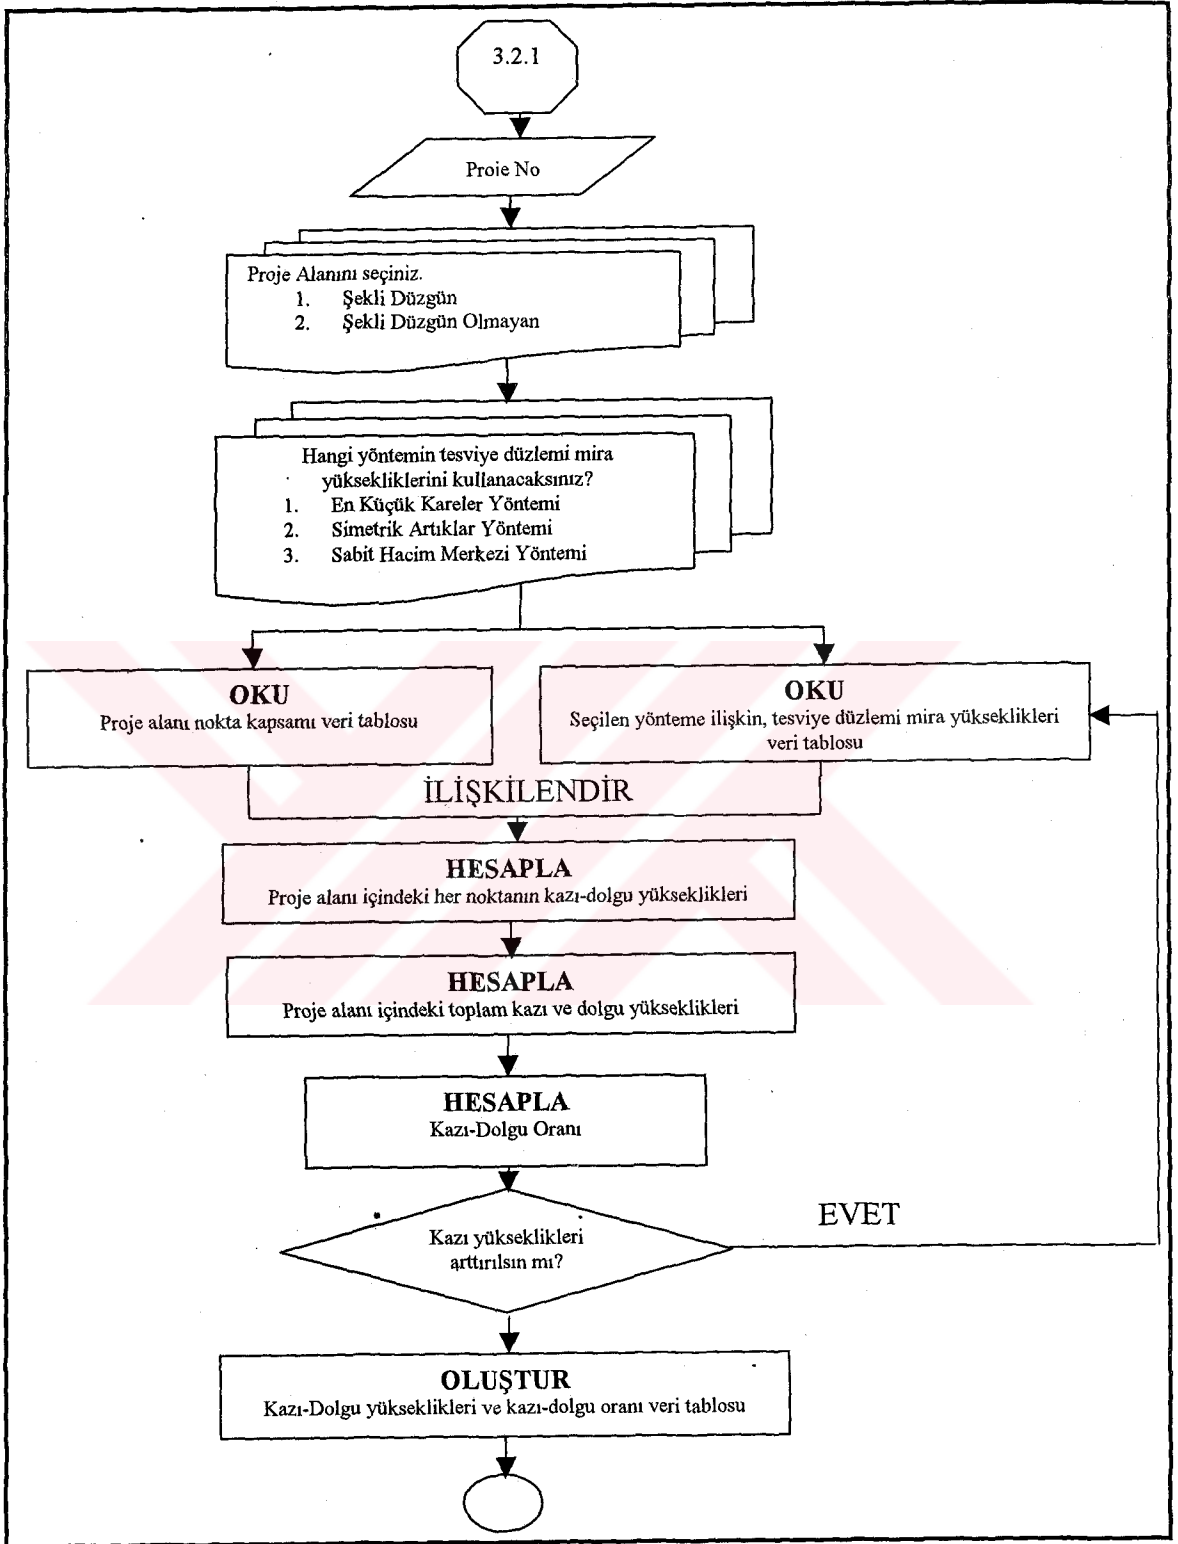 3.2.1
Proie No
Proje Alanını seçiniz.
1. Şekli Düzgün
2. Şekli Düzgün Olmayan
Hangi yöntemin tesviye düzlemi mira
yüksekliklerini kullanacaksınız?
1. En Küçük Kareler Yöntemi
2. Simetrik Artıklar Yöntemi
3. Sabit Hacim Merkezi Yöntemi
OKU
Proje alanı nokta kapsamı veri tablosu
OKU
Seçilen yönteme ilişkin, tesviye düzlemi mira yükseklikleri
veri tablosu
İLİŞKİLENDİR
HESAPLA
Proje alanı içindeki her noktanın kazı-dolgu yükseklikleri
HESAPLA
Proje alanı içindeki toplam kazı ve dolgu yükseklikleri
HESAPLA
Kazı-Dolgu Oranı
EVET
Kazı yükseklikleri
arttırılsın mı?
OLUŞTUR
Kazı-Dolgu yükseklikleri ve kazı-dolgu oranı veri tablosu